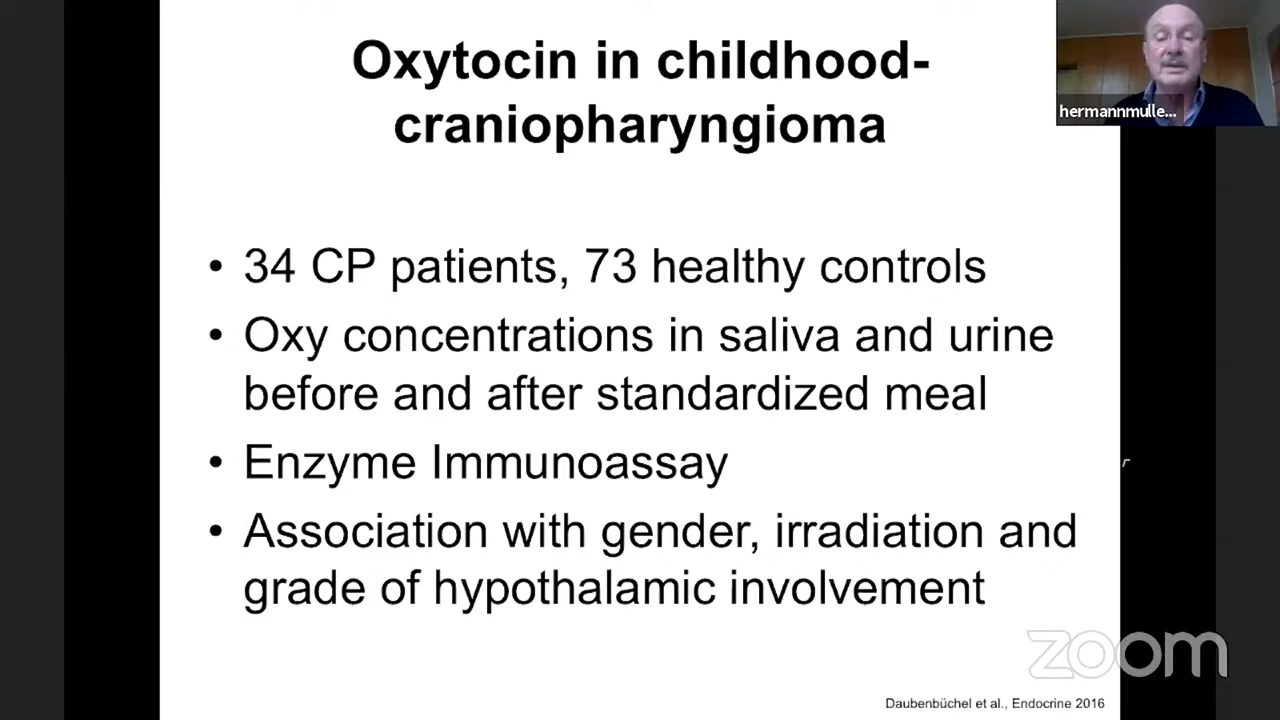 Oxytocin in childhood-
craniopharyngioma
hermannmulle...
• 34 CP patients, 73 healthy controls
• Oxy concentrations in saliva and urine
before and after standardized meal
• Enzyme Immunoassay
• Association with gender, irradiation and
grade of hypothalamic involvement
r
zoom
Daubenbüchel et al., Endocrine 2016